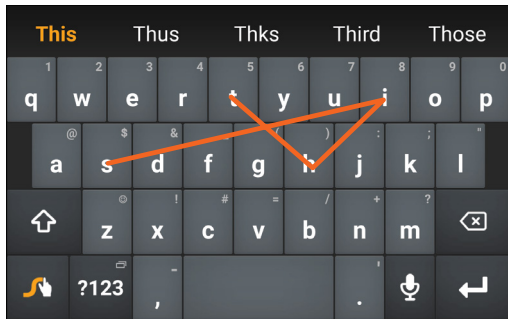 This Thus Thks Third Those
1 2 3 4 5 6 7 8 9 0
q w e r t y u i o p
@ $ & ( ) : ; "
a s d f g h j k l
! # = / + ?
z x c v b n m
?123 , - . '